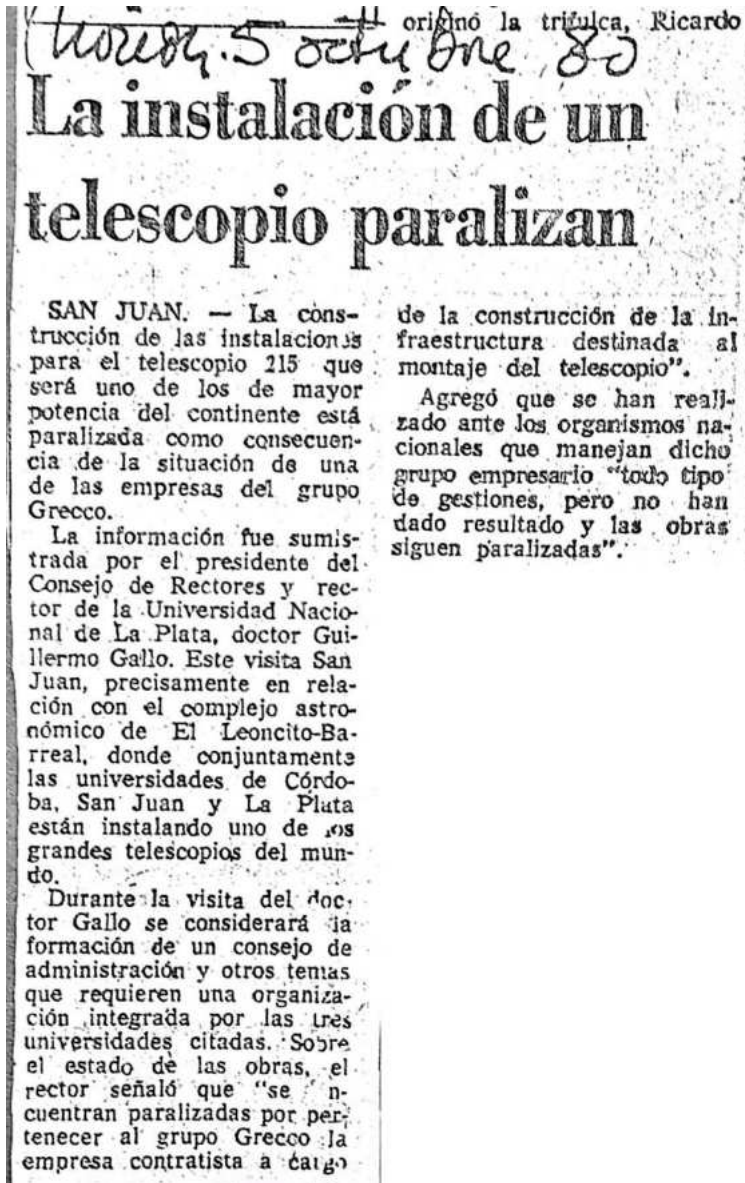 originó la trifulca, Ricardo
5 octubre 80
La instalación de un
telescopio paralizan
SAN JUAN. — La cons-
trucción de las instalaciones
para el telescopio 215 que
será uno de los de mayor
potencia del continente está
paralizada como consecuen-
cia de la situación de una
de las empresas del grupo
Grecco.
La información fue sumis-
trada por el presidente del
Consejo de Rectores y rec-
tor de la Universidad Nacio-
nal de La Plata, doctor Gui-
llermo Gallo. Este visita San
Juan, precisamente en rela-
ción con el complejo astro-
nómico de El Leoncito-Ba-
rreal, donde conjuntamente
las universidades de Córdo-
ba, San Juan y La Plata
están instalando uno de los
grandes telescopios del mun-
do.
Durante la visita del doc-
tor Gallo se considerará la
formación de un consejo de
administración y otros temas
que requieren una organiza-
ción integrada por las tres
universidades citadas. Sobre
el estado de las obras, el
rector señaló que "se en-
cuentran paralizadas por per-
tenecer al grupo Grecco la
empresa contratista a cargo
de la construcción de la in-
fraestructura destinada al
montaje del telescopio".
Agregó que se han reali-
zado ante los organismos na-
cionales que manejan dicho
grupo empresario "todo tipo
de gestiones, pero no han
dado resultado y las obras
siguen paralizadas".